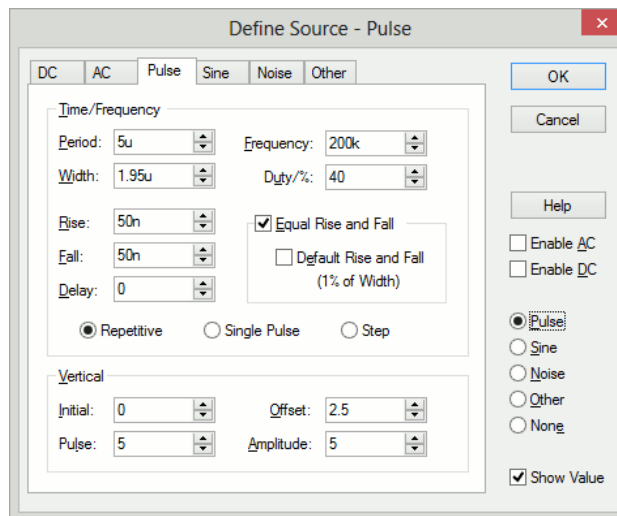 Define Source - Pulse
DC AC Pulse Sine Noise Other
Time/Frequency
Period: 5u Frequency: 200k
Width: 1.95u Duty/%: 40
Rise: 50n Equal Rise and Fall
Fall: 50n Default Rise and Fall
(1% of Width)
Delay: 0
Repetitive Single Pulse Step
Vertical
Initial: 0 Offset: 2.5
Pulse: 5 Amplitude: 5
OK
Cancel
Help
Enable AC
Enable DC
Pulse
Sine
Noise
Other
None
Show Value